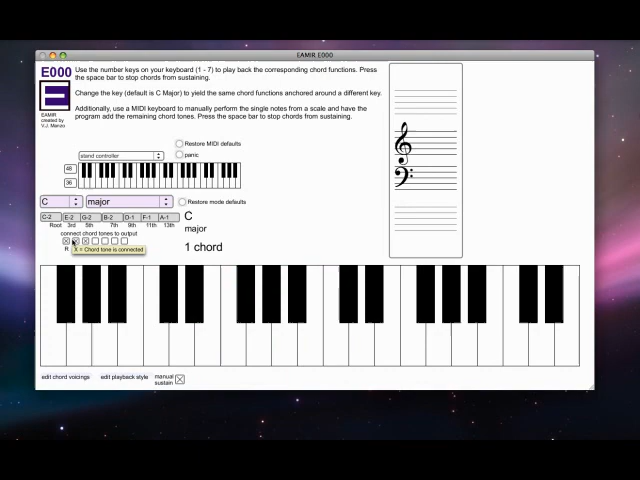 EAMIR E000
E000
Use the number keys on your keyboard (1 - 7) to play back the corresponding chord functions. Press
the space bar to stop chords from sustaining.
Change the key (default is C Major) to yield the same chord functions anchored around a different key.
Additionally, use a MIDI keyboard to manually perform the single notes from a scale and have the
program add the remaining chord tones. Press the space bar to stop chords from sustaining.
EAMIR
created by
V.J. Manzo
Restore MIDI defaults
stand controller
panic
48
36
C major Restore mode defaults
C-2 E-2 G-2 B-2 D-1 F-1 A-1
Root 3rd 5th 7th 9th 11th 13th
C
major
connect chord tones to output
R
X = Chord tone is connected
1 chord
edit chord voicings edit playback style manual
sustain